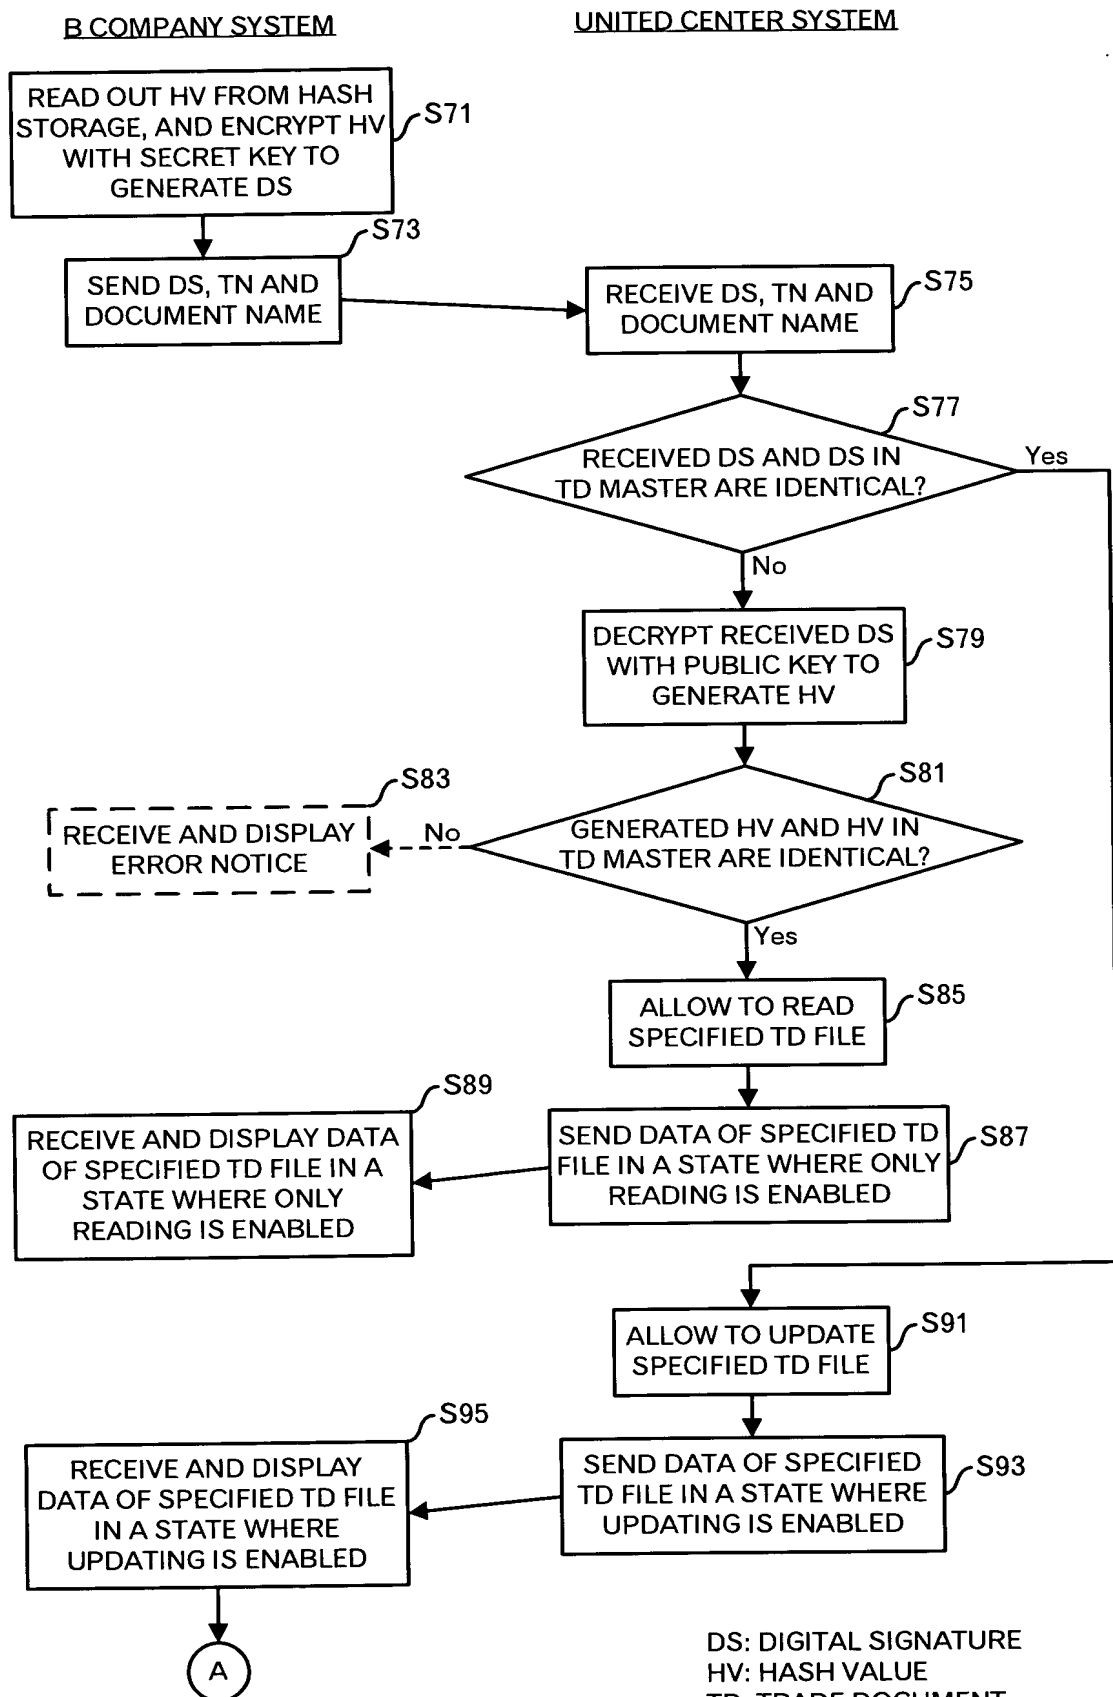 B COMPANY SYSTEM
UNITED CENTER SYSTEM
READ OUT HV FROM HASH
STORAGE, AND ENCRYPT HV
WITH SECRET KEY TO
GENERATE DS
S71
S73
SEND DS, TN AND
DOCUMENT NAME
S75
RECEIVE DS, TN AND
DOCUMENT NAME
S77
RECEIVED DS AND DS IN
TD MASTER ARE IDENTICAL?
Yes
No
DECRYPT RECEIVED DS
WITH PUBLIC KEY TO
GENERATE HV
S79
S81
GENERATED HV AND HV IN
TD MASTER ARE IDENTICAL?
No
S83
RECEIVE AND DISPLAY
ERROR NOTICE
Yes
ALLOW TO READ
SPECIFIED TD FILE
S85
SEND DATA OF SPECIFIED TD
FILE IN A STATE WHERE ONLY
READING IS ENABLED
S87
S89
RECEIVE AND DISPLAY DATA
OF SPECIFIED TD FILE IN A
STATE WHERE ONLY
READING IS ENABLED
ALLOW TO UPDATE
SPECIFIED TD FILE
S91
SEND DATA OF SPECIFIED
TD FILE IN A STATE WHERE
UPDATING IS ENABLED
S93
S95
RECEIVE AND DISPLAY
DATA OF SPECIFIED TD FILE
IN A STATE WHERE
UPDATING IS ENABLED
A
DS: DIGITAL SIGNATURE
HV: HASH VALUE
TD: TRADE DOCUMENT